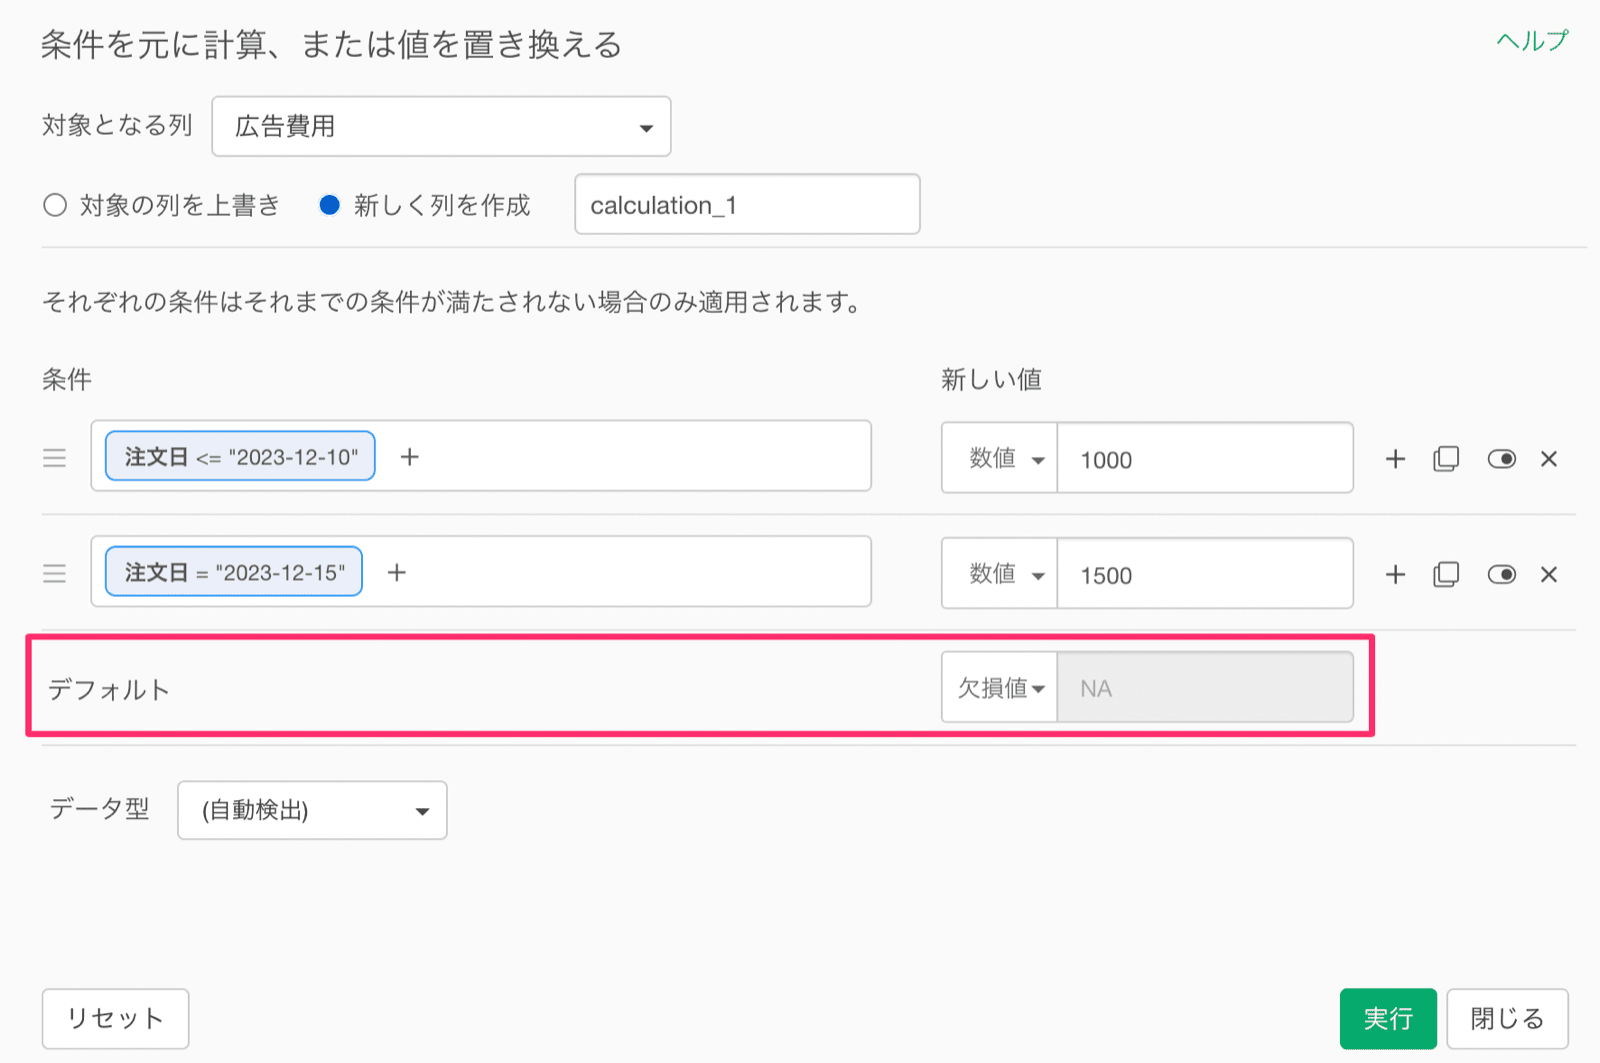 条件を元に計算、または値を置き換える ヘルプ
対象となる列 広告費用
対象の列を上書き 新しく列を作成 calculation_1
それぞれの条件はそれまでの条件が満たされない場合のみ適用されます。
条件 新しい値
注文日 <= "2023-12-10" + 数値 1000
注文日 = "2023-12-15" + 数値 1500
デフォルト 欠損値 NA
データ型 (自動検出)
リセット 実行 閉じる